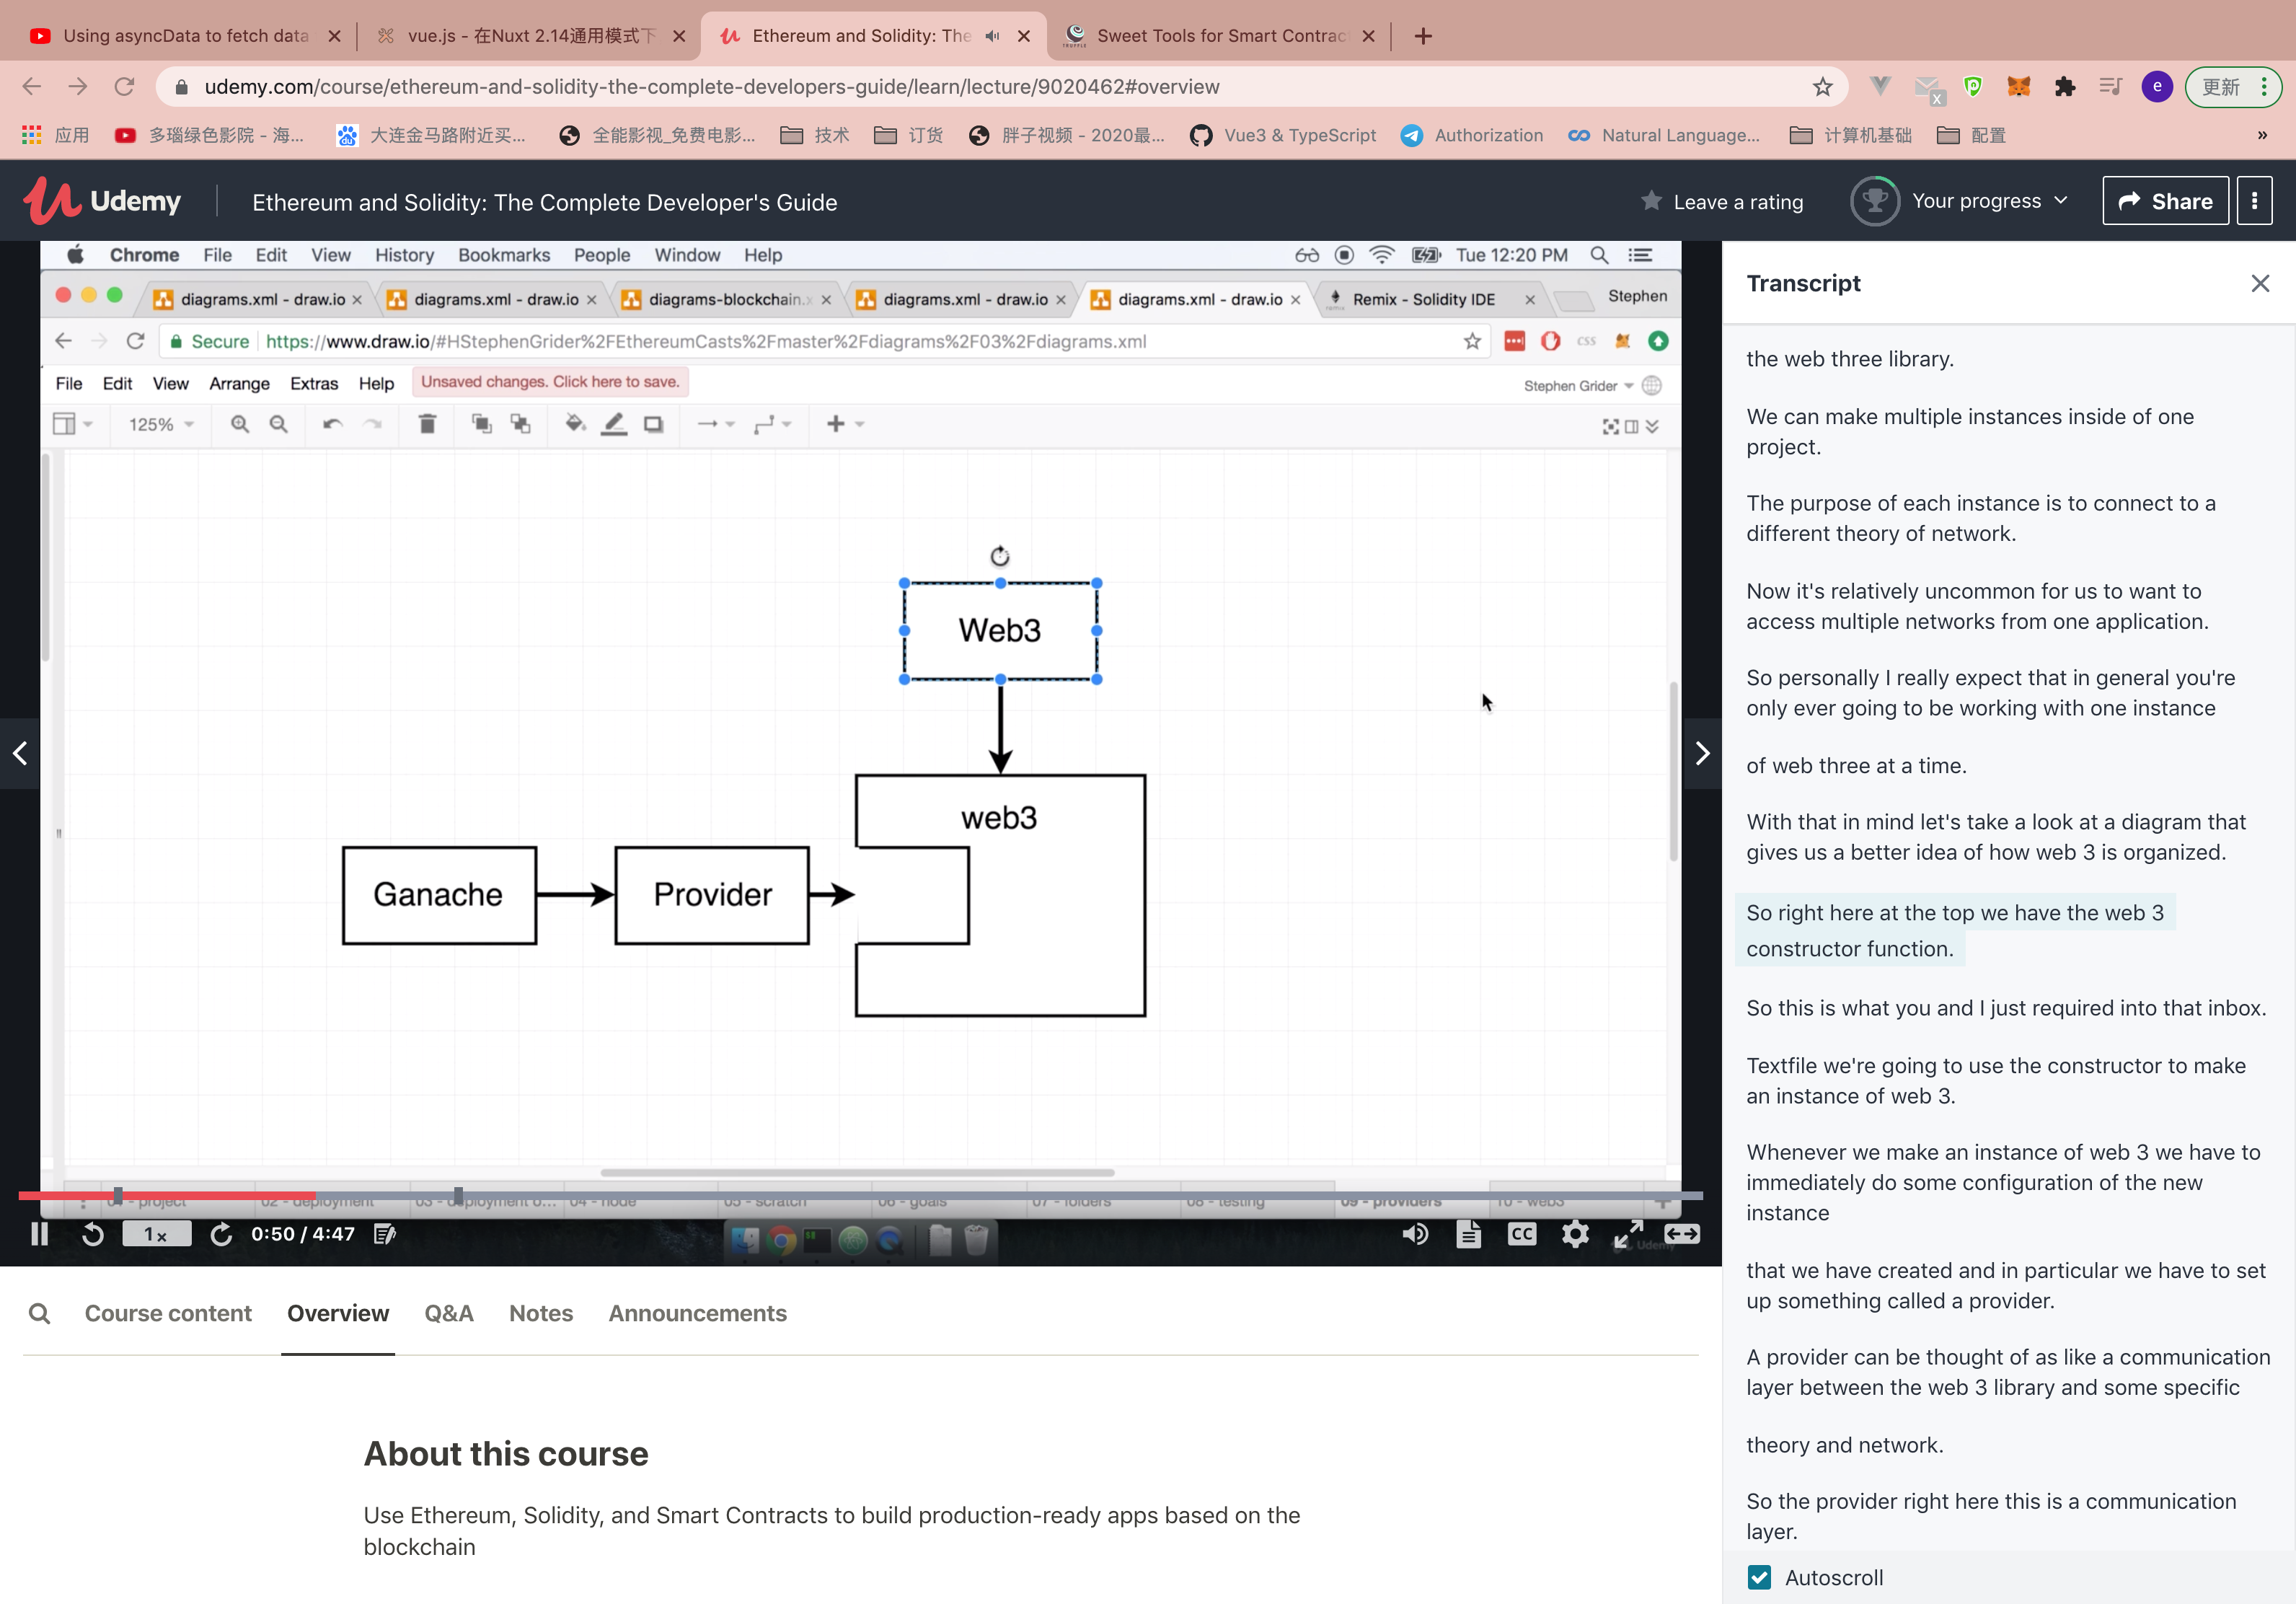 Using asyncData to fetch data
vue.js - 在Nuxt 2.14通用模式下
Ethereum and Solidity: The
Sweet Tools for Smart Contrac
udemy.com/course/ethereum-and-solidity-the-complete-developers-guide/learn/lecture/9020462#overview
e
更新
应用
多瑙绿色影院 - 海...
大连金马路附近买...
全能影视_免费电影...
技术
订货
胖子视频 - 2020最...
Vue3 & TypeScript
Authorization
Natural Language...
计算机基础
配置
»
Udemy
Ethereum and Solidity: The Complete Developer's Guide
Leave a rating
Your progress
Share
Chrome File Edit View History Bookmarks People Window Help
Tue 12:20 PM
diagrams.xml - draw.io
diagrams.xml - draw.io
diagrams-blockchain.x
diagrams.xml - draw.io
diagrams.xml - draw.io
Remix - Solidity IDE
Stephen
Secure
https://www.draw.io/#HStephenGrider%2FEthereumCasts%2Fmaster%2Fdiagrams%2F03%2Fdiagrams.xml
CSS
File Edit View Arrange Extras Help
Unsaved changes. Click here to save.
Stephen Grider
125%
Web3
web3
Ganache
Provider
01 - project
02 - deployment
03 - deployment o...
04 - node
05 - scratch
06 - goals
07 - folders
08 - testing
09 - providers
10 - web3
1x
0:50 / 4:47
CC
Udemy
Transcript
the web three library.
We can make multiple instances inside of one
project.
The purpose of each instance is to connect to a
different theory of network.
Now it's relatively uncommon for us to want to
access multiple networks from one application.
So personally I really expect that in general you're
only ever going to be working with one instance
of web three at a time.
With that in mind let's take a look at a diagram that
gives us a better idea of how web 3 is organized.
So right here at the top we have the web 3
constructor function.
So this is what you and I just required into that inbox.
Textfile we're going to use the constructor to make
an instance of web 3.
Whenever we make an instance of web 3 we have to
immediately do some configuration of the new
instance
that we have created and in particular we have to set
up something called a provider.
A provider can be thought of as like a communication
layer between the web 3 library and some specific
theory and network.
So the provider right here this is a communication
layer.
Autoscroll
Course content
Overview
Q&A
Notes
Announcements
About this course
Use Ethereum, Solidity, and Smart Contracts to build production-ready apps based on the
blockchain